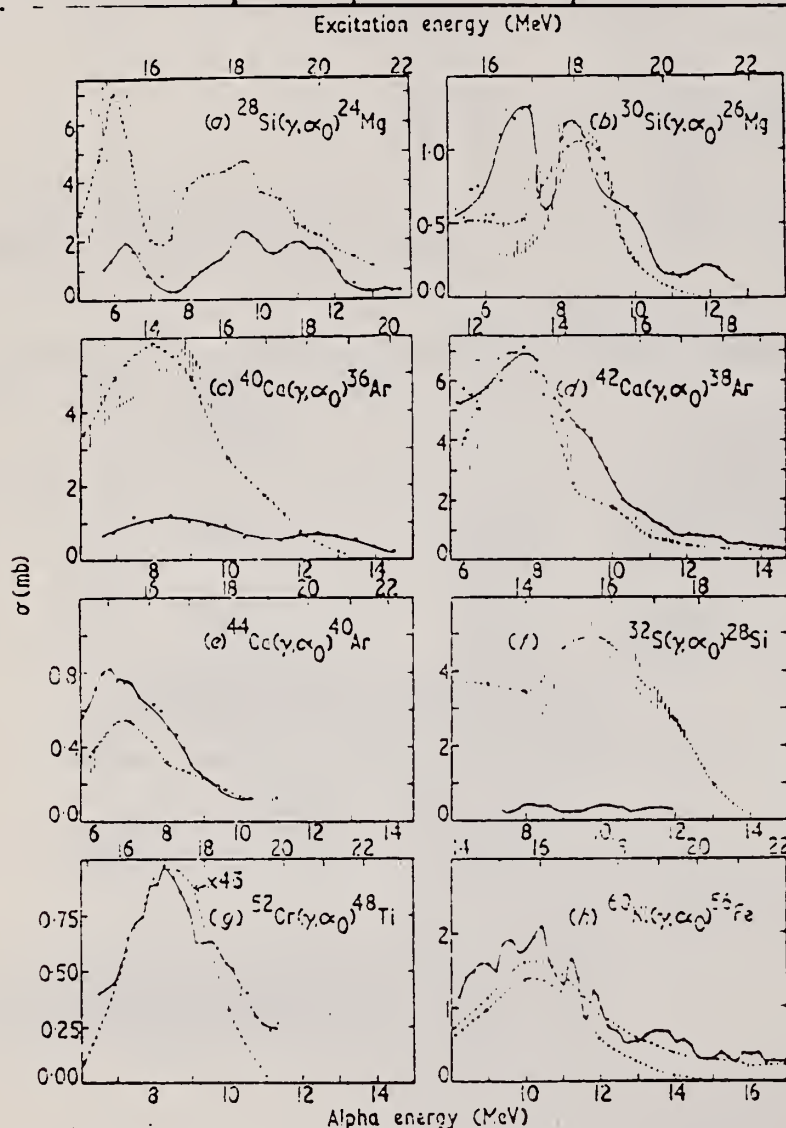 Excitation energy (MeV)
16 18 20 22
16 18 20 22
(a) 28Si(γ,α0)24Mg
(b) 30Si(γ,α0)26Mg
6
4
2
0
1·0
0·5
0·0
6 8 10 12
6 8 10 12
14 16 18 20
12 14 16 18
(c) 40Ca(γ,α0)36Ar
(d) 42Ca(γ,α0)38Ar
4
2
0
6
4
2
0
8 10 12 14
6 8 10 12 14
σ (mb)
16 18 20 22
14 16 18
(e) 44Ca(γ,α0)40Ar
(f) 32S(γ,α0)28Si
0·8
0·4
0·0
4
2
0
6 8 10 12 14
8 10 12 14
16 18 20 22
14 20 22
×43
(g) 52Cr(γ,α0)48Ti
(h) 60Ni(γ,α0)56Fe
0·75
0·50
0·25
0·00
2
1
0
8 10 12 14
10 12 14 16
Alpha energy (MeV)